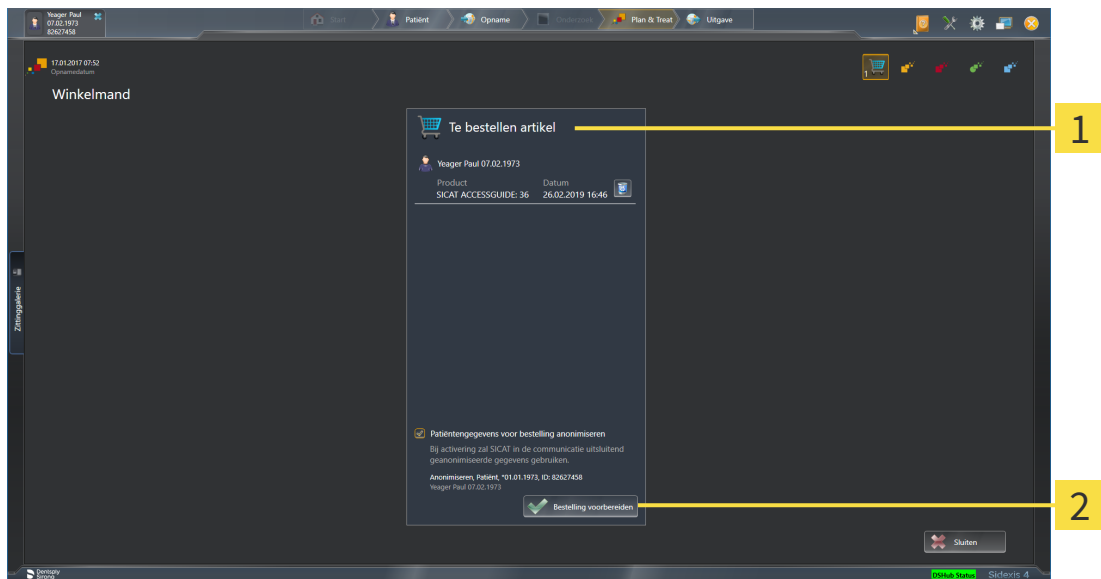 Yeager Paul
07.02.1973
82627458
Start
Patiënt
Opname
Onderzoek
Plan & Treat
Uitgave
17.01.2017 07:52
Opnamedatum
1
Winkelmand
Te bestellen artikel
1
Yeager Paul 07.02.1973
Product Datum
SICAT ACCESSGUIDE: 36 26.02.2019 16:46
Zittinggalerie
Patiëntengegevens voor bestelling anonimiseren
Bij activering zal SICAT in de communicatie uitsluitend
geanonimiseerde gegevens gebruiken.
Anonimiseren, Patiënt, *01.01.1973, ID: 82627458
Yeager Paul 07.02.1973
Bestelling voorbereiden
2
Sluiten
Dentsply
Sirona
DSHub Status
Sidexis 4